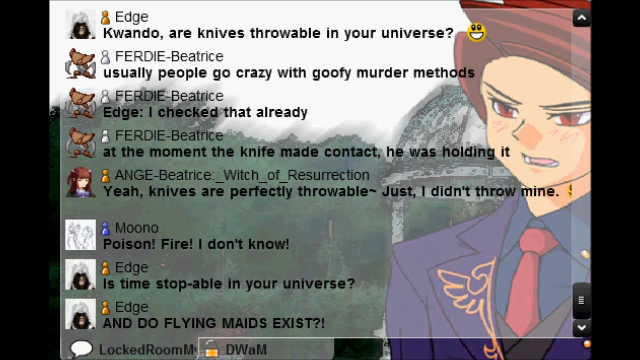 Edge
Kwando, are knives throwable in your universe?
FERDIE-Beatrice
usually people go crazy with goofy murder methods
FERDIE-Beatrice
Edge: I checked that already
FERDIE-Beatrice
at the moment the knife made contact, he was holding it
ANGE-Beatrice:_Witch_of_Resurrection
Yeah, knives are perfectly throwable~ Just, I didn't throw mine.
Moono
Poison! Fire! I don't know!
Edge
Is time stop-able in your universe?
Edge
AND DO FLYING MAIDS EXIST?!
LockedRoomM
DWaM